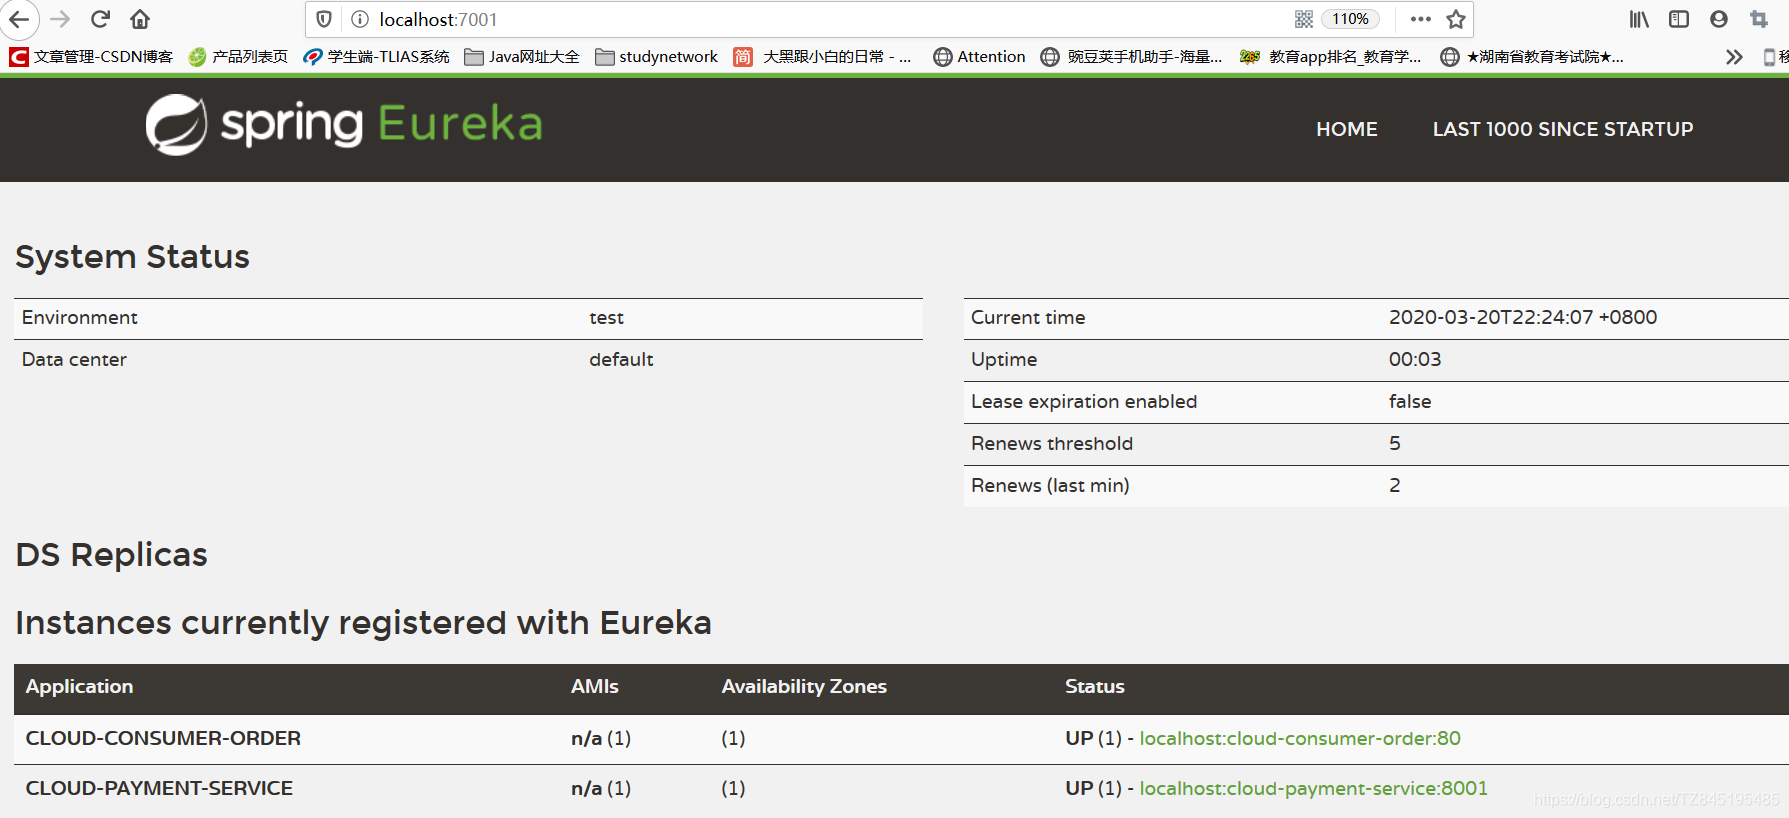 localhost:7001 110%
文章管理-CSDN博客 产品列表页 学生端-TLIAS系统 Java网址大全 studynetwork 简 大黑跟小白的日常 - ... Attention 豌豆荚手机助手-海量... 教育app排名_教育学... ★湖南省教育考试院★... 移
spring Eureka HOME LAST 1000 SINCE STARTUP
System Status
Environment test Current time 2020-03-20T22:24:07 +0800
Data center default Uptime 00:03
Lease expiration enabled false
Renews threshold 5
Renews (last min) 2
DS Replicas
Instances currently registered with Eureka
Application AMIs Availability Zones Status
CLOUD-CONSUMER-ORDER n/a (1) (1) UP (1) - localhost:cloud-consumer-order:80
CLOUD-PAYMENT-SERVICE n/a (1) (1) UP (1) - localhost:cloud-payment-service:8001
https://blog.csdn.net/TZ845195485